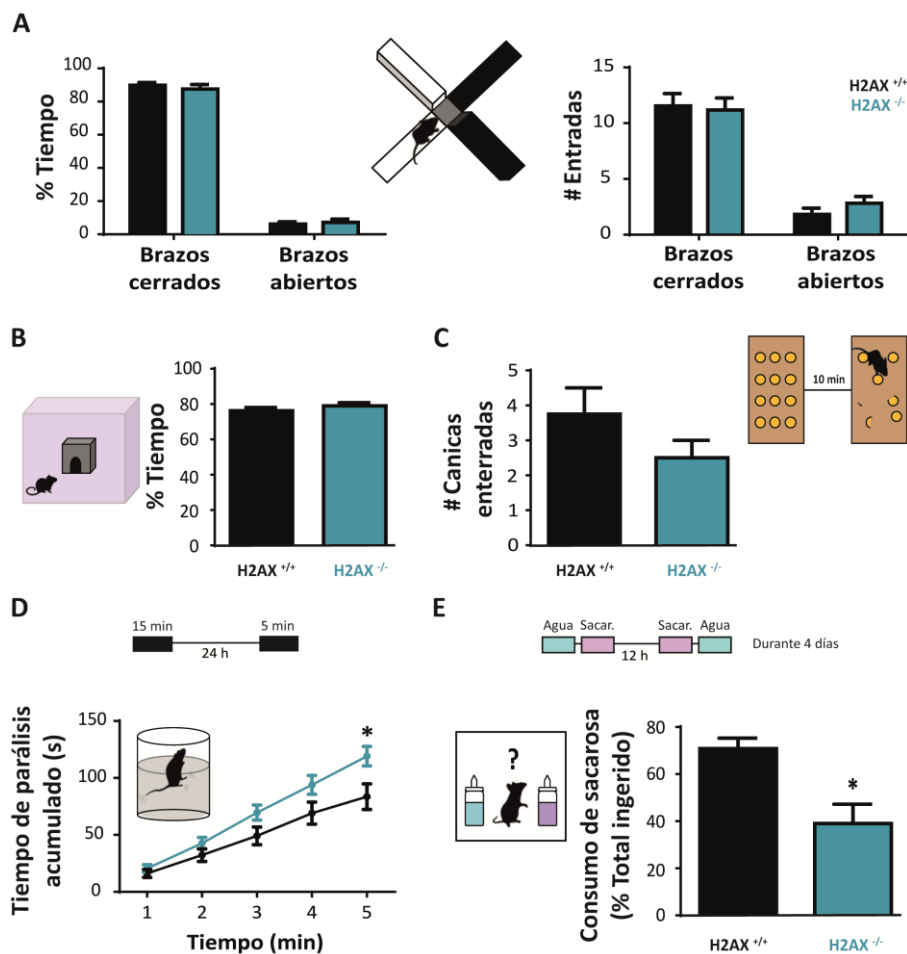 A
100
80
60
40
20
0
% Tiempo
Brazos
cerrados
Brazos
abiertos
15
10
5
0
# Entradas
Brazos
cerrados
Brazos
abiertos
H2AX +/+
H2AX -/-
B
100
80
60
40
20
0
% Tiempo
H2AX +/+
H2AX -/-
C
5
4
3
2
1
0
# Canicas
enterradas
H2AX +/+
H2AX -/-
10 min
D
15 min
5 min
24 h
150
100
50
0
Tiempo de parálisis
acumulado (s)
*
1
2
3
4
5
Tiempo (min)
E
Agua
Sacar.
Sacar.
Agua
12 h
Durante 4 días
?
80
60
40
20
0
Consumo de sacarosa
(% Total ingerido)
*
H2AX +/+
H2AX -/-